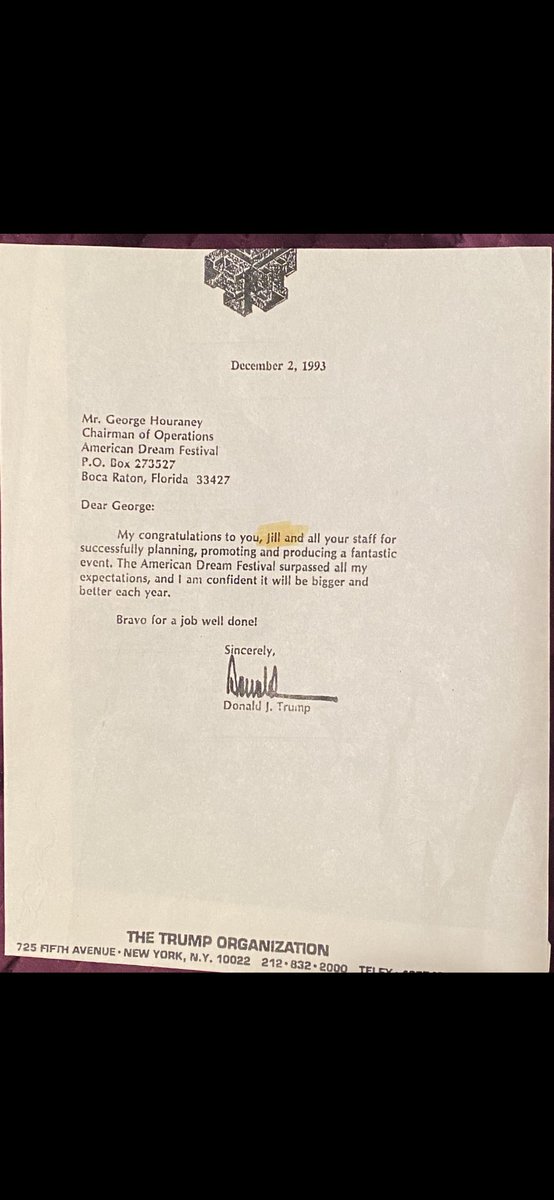 December 2, 1993
Mr. George Houraney
Chairman of Operations
American Dream Festival
P.O. Box 273527
Boca Raton, Florida 33427
Dear George:
My congratulations to you, Jill and all your staff for
successfully planning, promoting and producing a fantastic
event. The American Dream Festival surpassed all my
expectations, and I am confident it will be bigger and
better each year.
Bravo for a job well done!
Sincerely,
Donald
Donald J. Trump
THE TRUMP ORGANIZATION
725 FIFTH AVENUE • NEW YORK, N.Y. 10022 212 • 832 • 2000